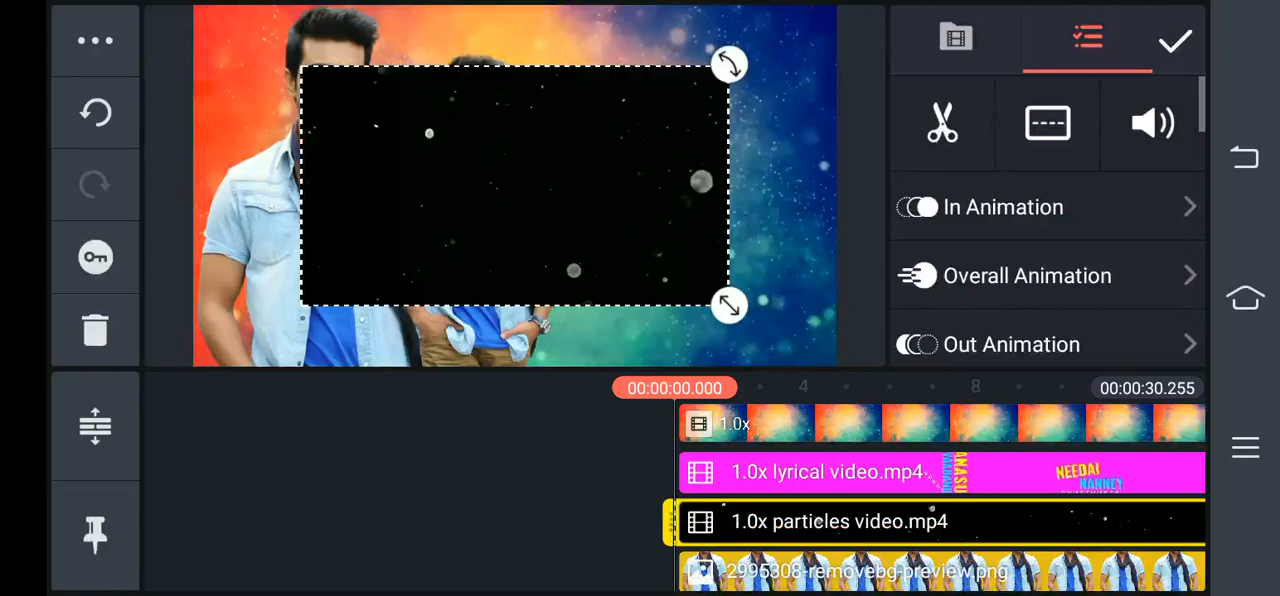 In Animation
Overall Animation
Out Animation
00:00:00.000
4
8
00:00:30.255
1.0x
1.0x lyrical video.mp4
NEEDAI
NANNEY
1.0x particles video.mp4
2995308-removebg-preview.png